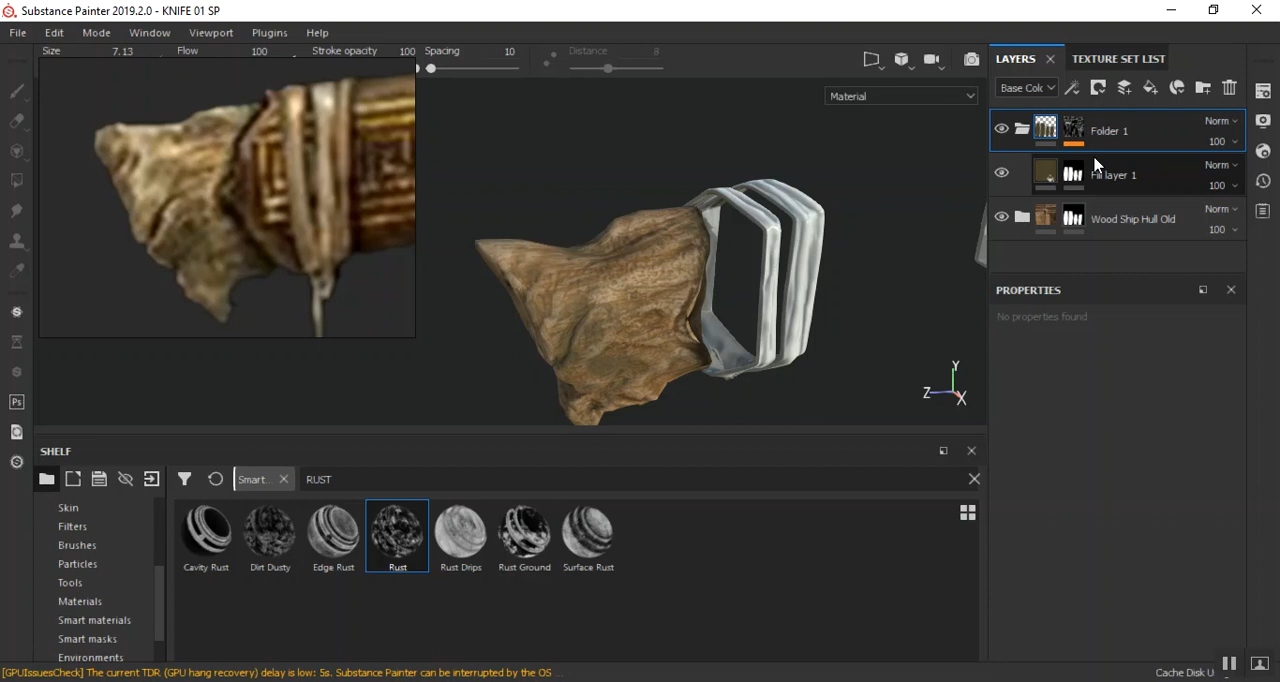 Substance Painter 2019.2.0 - KNIFE 01 SP
File Edit Mode Window Viewport Plugins Help
Size 7.13 Flow 100 Stroke opacity 100 Spacing 10 Distance 8
LAYERS TEXTURE SET LIST
Base Col
Material
Folder 1 Norm 100
Fill layer 1 Norm 100
Wood Ship Hull Old Norm 100
PROPERTIES
No properties found
Y
Z
X
SHELF
Smart... RUST
Skin
Filters
Brushes
Particles
Tools
Materials
Smart materials
Smart masks
Environments
Cavity Rust Dirt Dusty Edge Rust Rust Rust Drips Rust Ground Surface Rust
Ps
[GPUIssuesCheck] The current TDR (GPU hang recovery) delay is low: 5s. Substance Painter can be interrupted by the OS ...
Cache Disk U